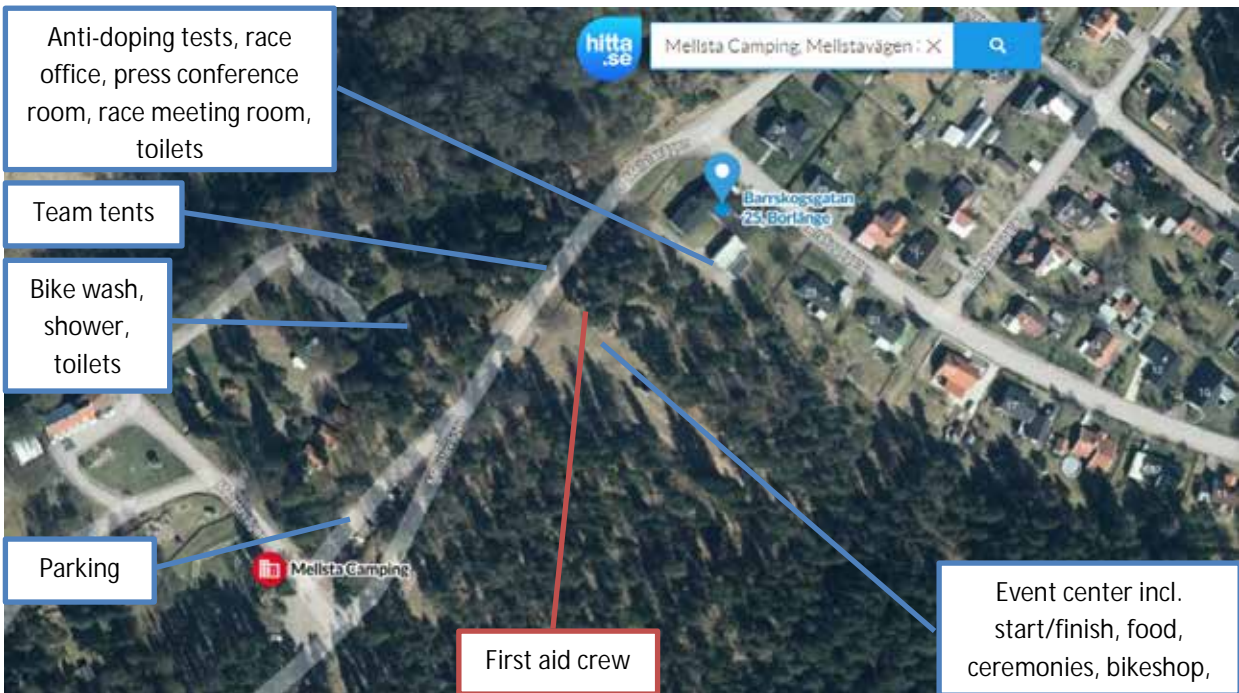 Anti-doping tests, race
office, press conference
room, race meeting room,
toilets
hitta
.se
Mellsta Camping, Mellstavägen
Team tents
Barrskogsgatan
25, Borlänge
Bike wash,
shower,
toilets
Parking
Mellsta Camping
First aid crew
Event center incl.
start/finish, food,
ceremonies, bikeshop,